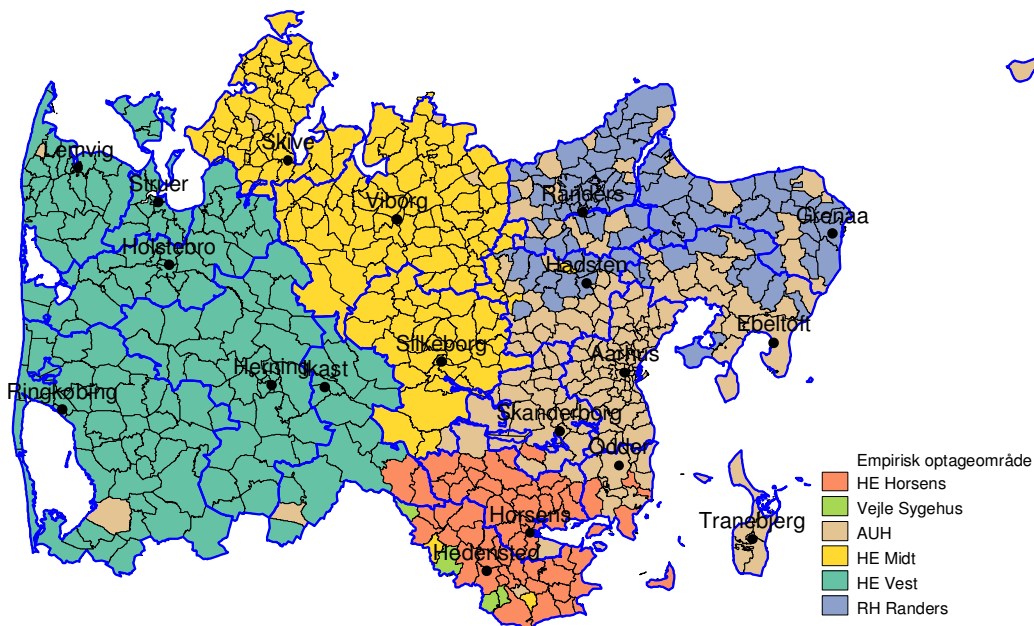 Lemvig
Skive
Struer
Viborg
Randers
Grenaa
Holstebro
Hadsten
Ebeltoft
Silkeborg
Aarhus
Herning
Ikast
Ringkøbing
Skanderborg
Odder
Horsens
Hedensted
Tranebjerg
Empirisk optageområde
HE Horsens
Vejle Sygehus
AUH
HE Midt
HE Vest
RH Randers